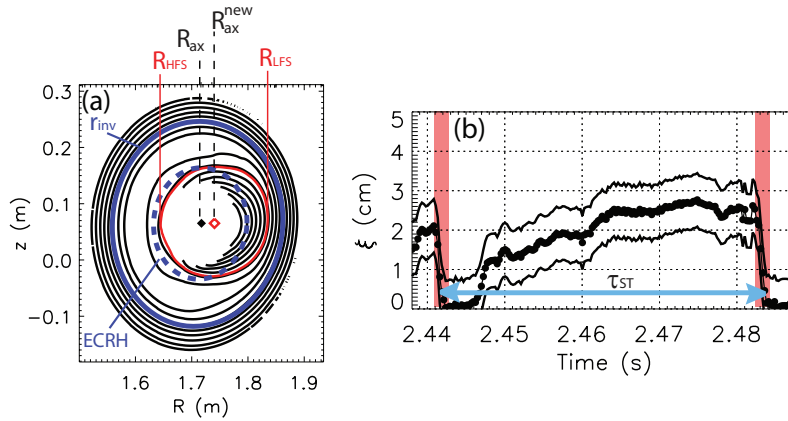 R_ax^new
R_ax
R_HFS
R_LFS
(a)
r_inv
ECRH
0.3
0.2
0.1
0.0
−0.1
z (m)
1.6 1.7 1.8 1.9
R (m)
(b)
5
4
3
2
1
0
ξ (cm)
τ_ST
2.44 2.45 2.46 2.47 2.48
Time (s)